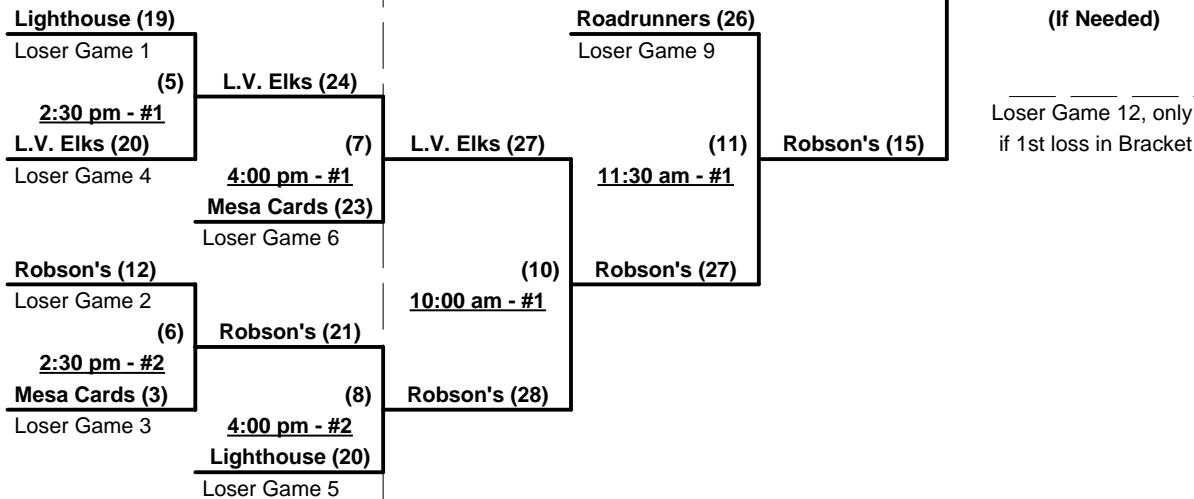 Lighthouse (19)
Loser Game 1
(5)
2:30 pm - #1
L.V. Elks (20)
Loser Game 4
L.V. Elks (24)
(7)
4:00 pm - #1
Mesa Cards (23)
Loser Game 6
Robson's (12)
Loser Game 2
(6)
2:30 pm - #2
Mesa Cards (3)
Loser Game 3
Robson's (21)
(8)
4:00 pm - #2
Lighthouse (20)
Loser Game 5
L.V. Elks (27)
(10)
10:00 am - #1
Robson's (28)
Roadrunners (26)
Loser Game 9
(11)
11:30 am - #1
Robson's (27)
Robson's (15)
(If Needed)
Loser Game 12, only
if 1st loss in Bracket